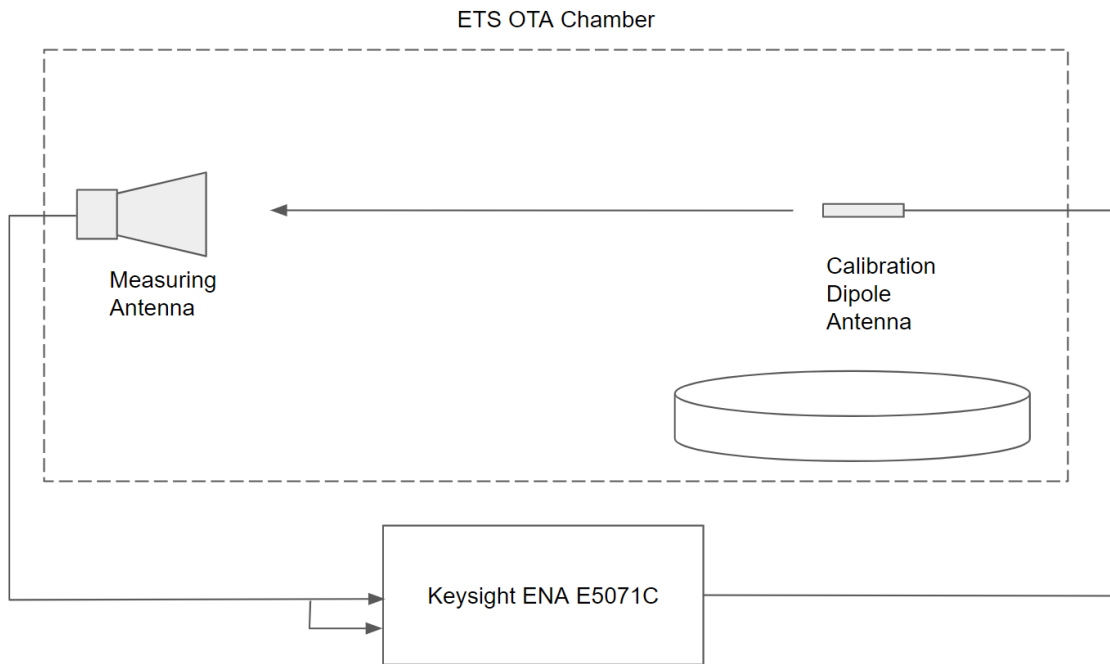 ETS OTA Chamber
Measuring
Antenna
Calibration
Dipole
Antenna
Keysight ENA E5071C